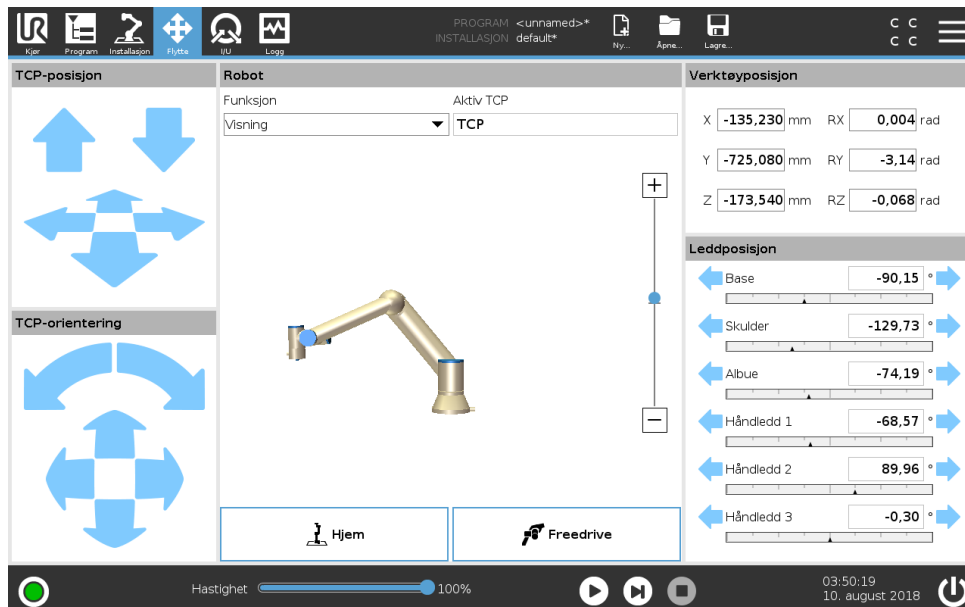 UR
PROGRAM <unnamed>*
INSTALLASJON default*
C C
C C
Kjør Program Installasjon Flytte I/U Logg Ny... Åpne... Lagre...
TCP-posisjon
Robot
Funksjon Aktiv TCP
Visning TCP
Verktøyposisjon
X -135,230 mm RX 0,004 rad
Y -725,080 mm RY -3,14 rad
Z -173,540 mm RZ -0,068 rad
Leddposisjon
Base -90,15 °
Skulder -129,73 °
Albue -74,19 °
Håndledd 1 -68,57 °
Håndledd 2 89,96 °
Håndledd 3 -0,30 °
TCP-orientering
Hjem
Freedrive
Hastighet 100%
03:50:19
10. august 2018